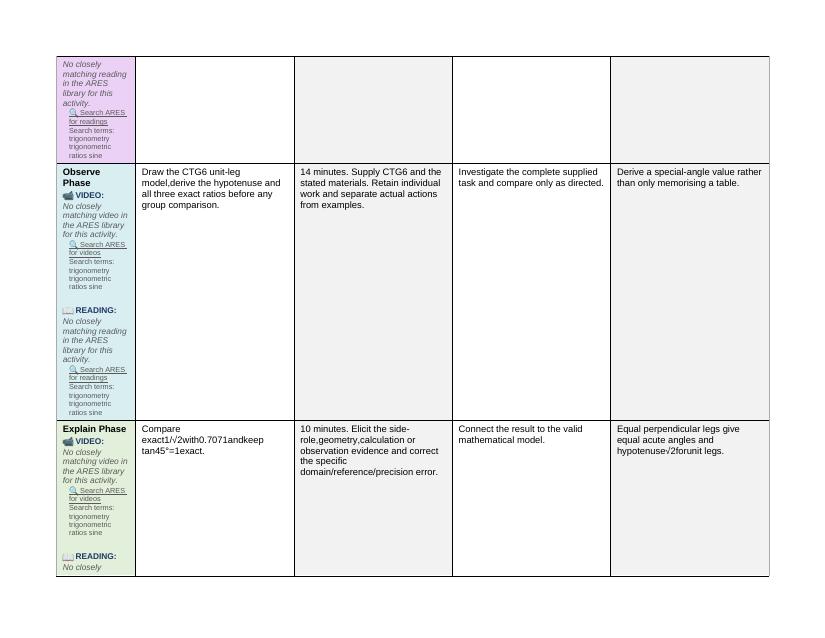 No closely
matching reading
in the ARES
library for this
activity.
🔍 Search ARES
for readings
Search terms:
trigonometry
trigonometric
ratios sine
Observe
Phase
📹 VIDEO:
No closely
matching video in
the ARES library
for this activity.
🔍 Search ARES
for videos
Search terms:
trigonometry
trigonometric
ratios sine
📖 READING:
No closely
matching reading
in the ARES
library for this
activity.
🔍 Search ARES
for readings
Search terms:
trigonometry
trigonometric
ratios sine
Draw the CTG6 unit-leg
model,derive the hypotenuse and
all three exact ratios before any
group comparison.
14 minutes. Supply CTG6 and the
stated materials. Retain individual
work and separate actual actions
from examples.
Investigate the complete supplied
task and compare only as directed.
Derive a special-angle value rather
than only memorising a table.
Explain Phase
📹 VIDEO:
No closely
matching video in
the ARES library
for this activity.
🔍 Search ARES
for videos
Search terms:
trigonometry
trigonometric
ratios sine
📖 READING:
No closely
Compare
exact1/√2with0.7071andkeep
tan45°=1exact.
10 minutes. Elicit the side-
role,geometry,calculation or
observation evidence and correct
the specific
domain/reference/precision error.
Connect the result to the valid
mathematical model.
Equal perpendicular legs give
equal acute angles and
hypotenuse√2forunit legs.